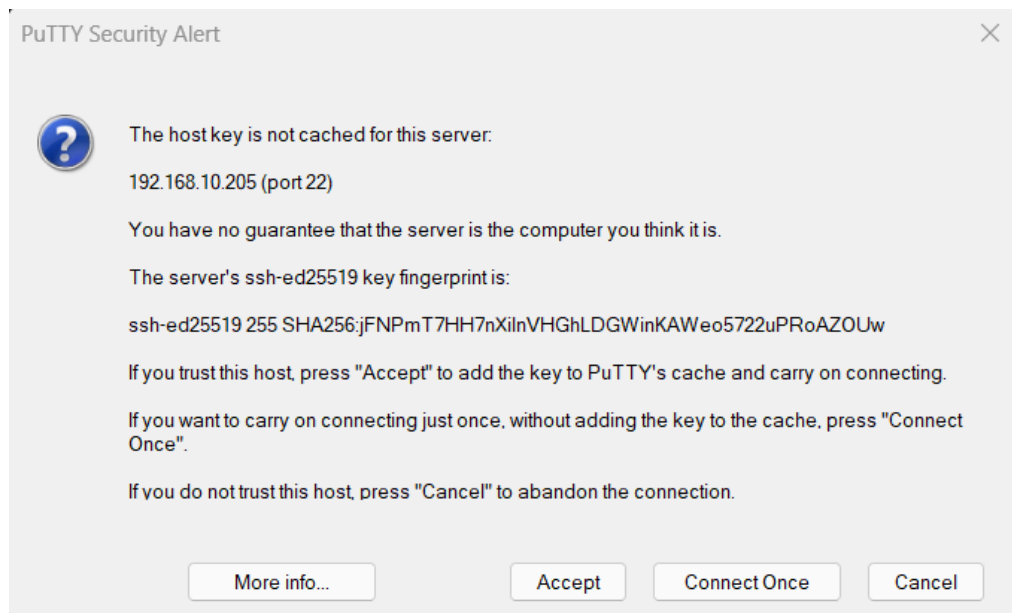 PuTTY Security Alert
The host key is not cached for this server:
192.168.10.205 (port 22)
You have no guarantee that the server is the computer you think it is.
The server's ssh-ed25519 key fingerprint is:
ssh-ed25519 255 SHA256:jFNPmT7HH7nXiInVHGhLDGWinKAWeo5722uPRoAZOUw
If you trust this host, press "Accept" to add the key to PuTTY's cache and carry on connecting.
If you want to carry on connecting just once, without adding the key to the cache, press "Connect
Once".
If you do not trust this host, press "Cancel" to abandon the connection.
More info... Accept Connect Once Cancel